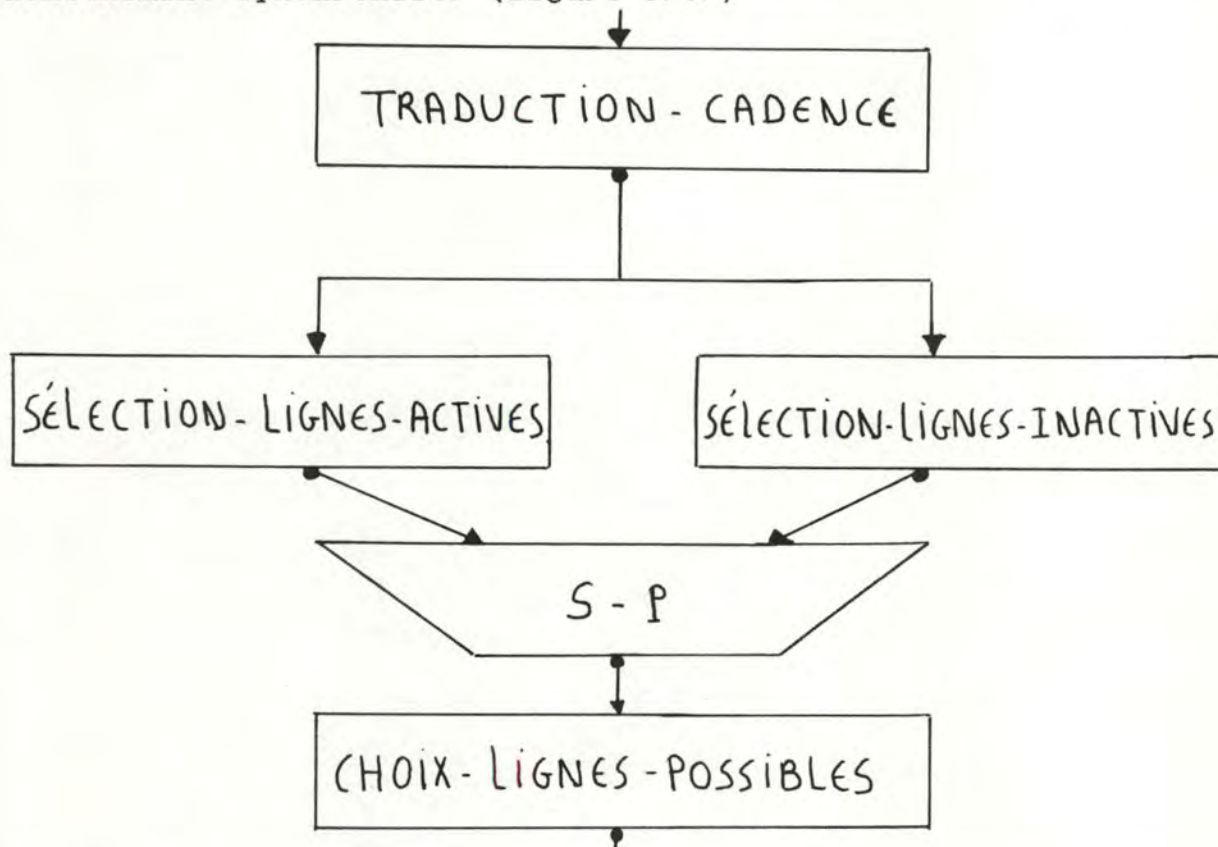 TRADUCTION - CADENCE
SÉLECTION - LIGNES - ACTIVES
SÉLECTION - LIGNES - INACTIVES
S - P
CHOIX - LIGNES - POSSIBLES